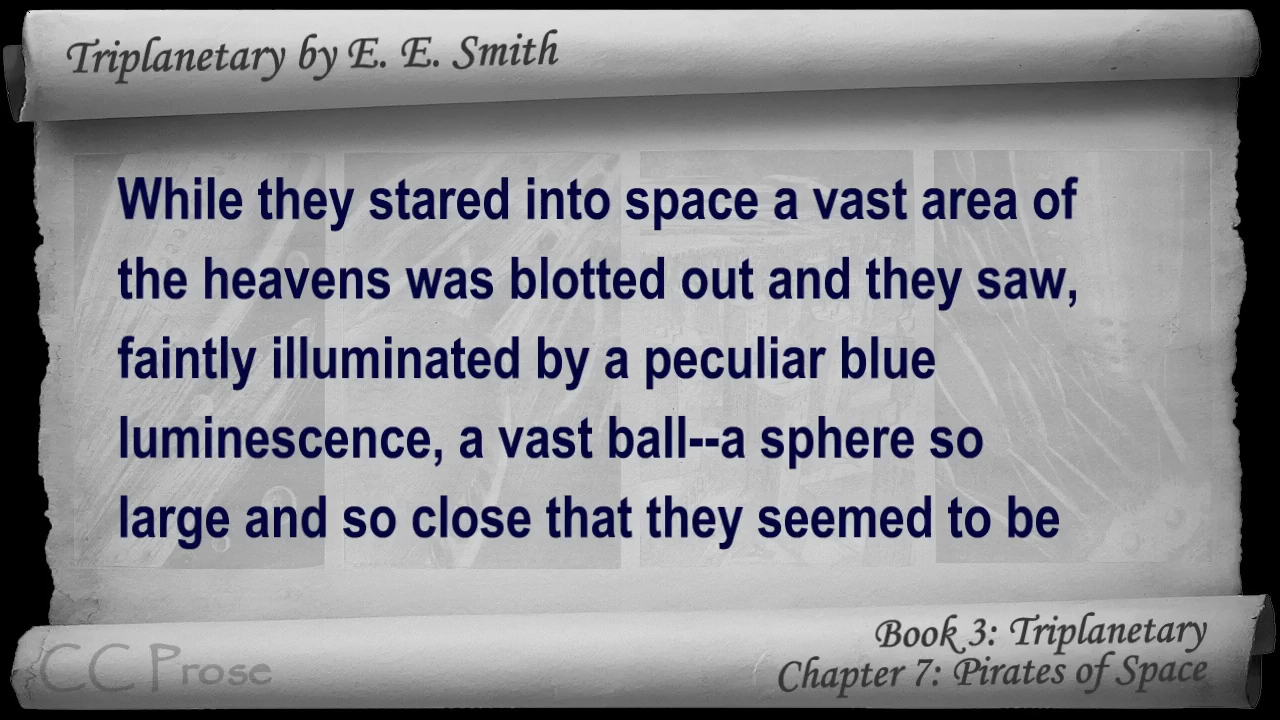 Triplanetary by E. E. Smith
While they stared into space a vast area of
the heavens was blotted out and they saw,
faintly illuminated by a peculiar blue
luminescence, a vast ball--a sphere so
large and so close that they seemed to be
Book 3: Triplanetary
Chapter 7: Pirates of Space
CC Prose